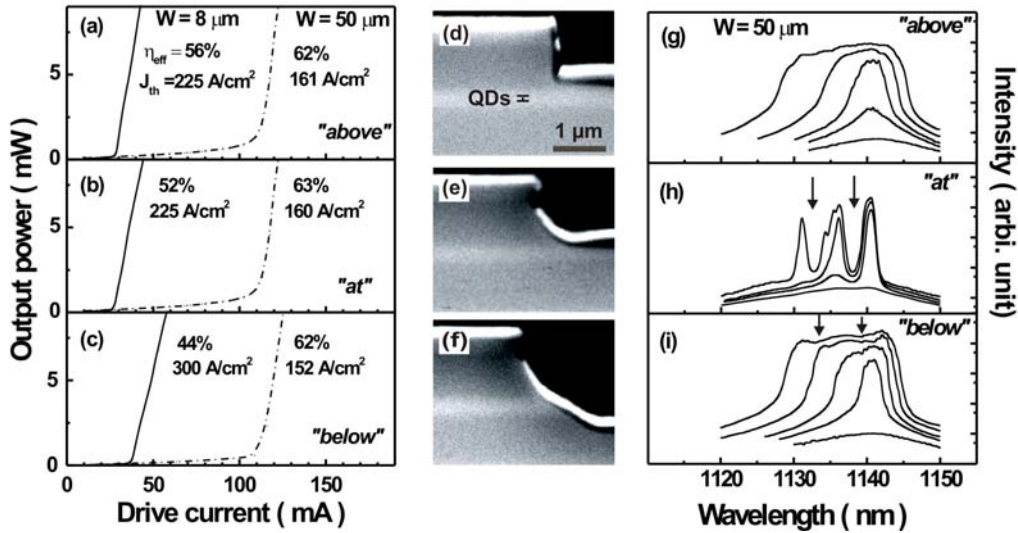 (a) W = 8 μm W = 50 μm
η_eff = 56% 62%
J_th =225 A/cm² 161 A/cm²
"above"
5
0
(b) 52% 63%
225 A/cm² 160 A/cm²
"at"
5
0
(c) 44% 62%
300 A/cm² 152 A/cm²
"below"
5
0
0 50 100 150
Output power ( mW )
Drive current ( mA )
(d)
QDs
1 μm
(e)
(f)
(g) W = 50 μm "above"
(h) "at"
(i) "below"
1120 1130 1140 1150
Wavelength ( nm )
Intensity ( arbi. unit )